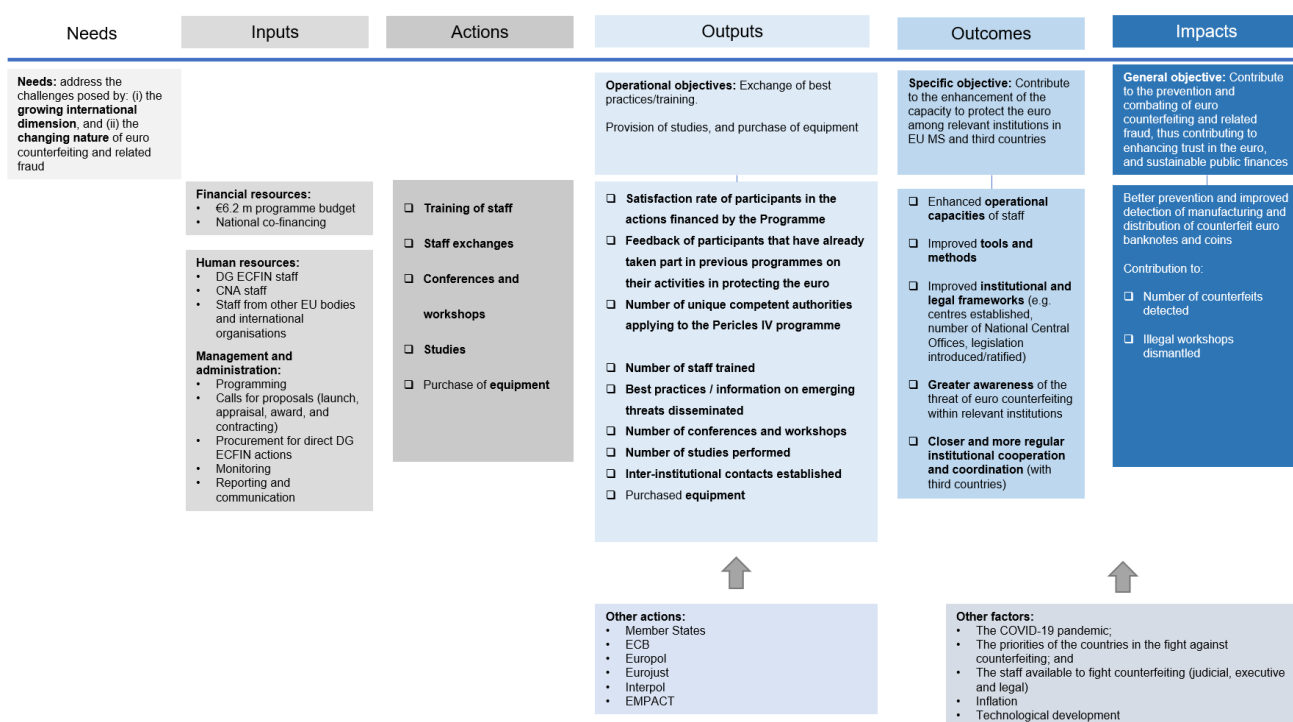 Needs
Inputs
Actions
Outputs
Outcomes
Impacts
Needs: address the
challenges posed by: (i) the
growing international
dimension, and (ii) the
changing nature of euro
counterfeiting and related
fraud
Financial resources:
• €6.2 m programme budget
• National co-financing
Human resources:
• DG ECFIN staff
• CNA staff
• Staff from other EU bodies
and international
organisations
Management and
administration:
• Programming
• Calls for proposals (launch,
appraisal, award, and
contracting)
• Procurement for direct DG
ECFIN actions
• Monitoring
• Reporting and
communication
❑ Training of staff
❑ Staff exchanges
❑ Conferences and
workshops
❑ Studies
❑ Purchase of equipment
Operational objectives: Exchange of best
practices/training.
Provision of studies, and purchase of equipment
❑ Satisfaction rate of participants in the
actions financed by the Programme
❑ Feedback of participants that have already
taken part in previous programmes on
their activities in protecting the euro
❑ Number of unique competent authorities
applying to the Pericles IV programme
❑ Number of staff trained
❑ Best practices / information on emerging
threats disseminated
❑ Number of conferences and workshops
❑ Number of studies performed
❑ Inter-institutional contacts established
❑ Purchased equipment
Specific objective: Contribute
to the enhancement of the
capacity to protect the euro
among relevant institutions in
EU MS and third countries
❑ Enhanced operational
capacities of staff
❑ Improved tools and
methods
❑ Improved institutional and
legal frameworks (e.g.
centres established,
number of National Central
Offices, legislation
introduced/ratified)
❑ Greater awareness of the
threat of euro counterfeiting
within relevant institutions
❑ Closer and more regular
institutional cooperation
and coordination (with
third countries)
General objective: Contribute
to the prevention and
combating of euro
counterfeiting and related
fraud, thus contributing to
enhancing trust in the euro,
and sustainable public finances
Better prevention and improved
detection of manufacturing and
distribution of counterfeit euro
banknotes and coins
Contribution to:
❑ Number of counterfeits
detected
❑ Illegal workshops
dismantled
Other actions:
• Member States
• ECB
• Europol
• Eurojust
• Interpol
• EMPACT
Other factors:
• The COVID-19 pandemic;
• The priorities of the countries in the fight against
counterfeiting; and
• The staff available to fight counterfeiting (judicial, executive
and legal)
• Inflation
• Technological development